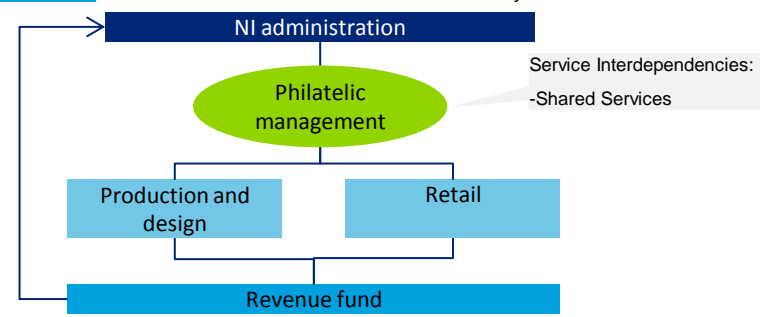 NI administration
Philatelic
management
Service Interdependencies:
-Shared Services
Production and
design
Retail
Revenue fund